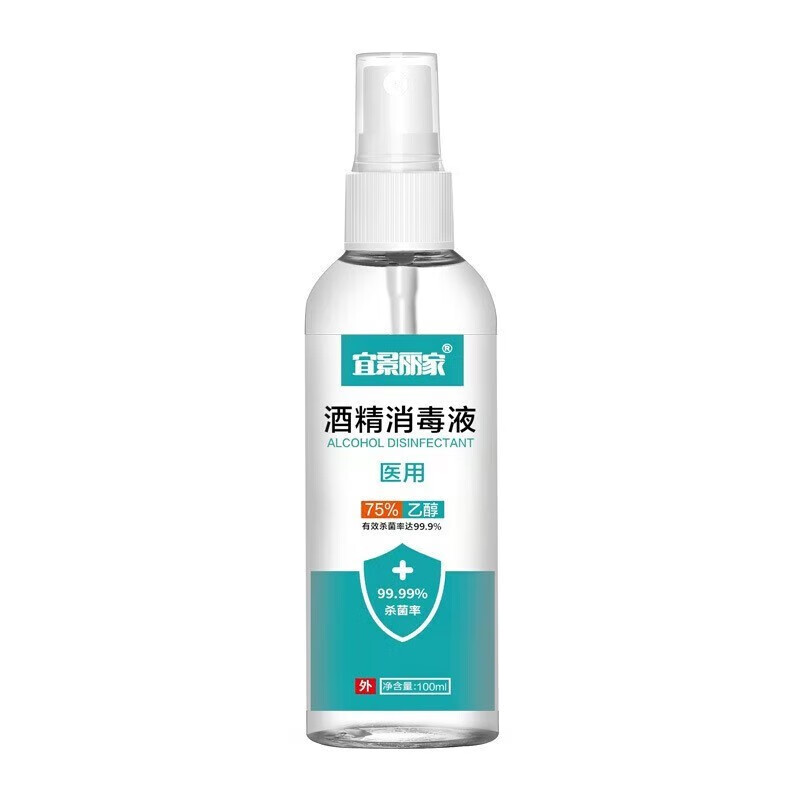 宜景丽家®
酒精消毒液
ALCOHOL DISINFECTANT
医用
75% 乙醇
有效杀菌率达99.9%
99.99%
杀菌率
外 净含量:100ml